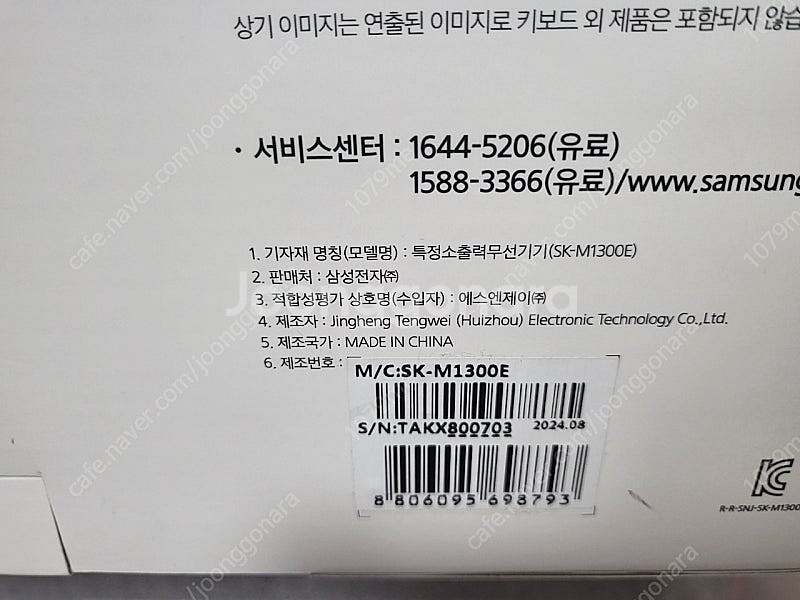 상기 이미지는 연출된 이미지로 키보드 외 제품은 포함되지 않습
• 서비스센터 : 1644-5206(유료)
1588-3366(유료)/www.samsung
1. 기자재 명칭(모델명) : 특정소출력무선기기(SK-M1300E)
2. 판매처 : 삼성전자㈜
3. 적합성평가 상호명(수입자) : 에스엔제이㈜
4. 제조자 : Jingheng Tengwei (Huizhou) Electronic Technology Co.,Ltd.
5. 제조국가 : MADE IN CHINA
6. 제조번호 :
M/C:SK-M1300E
S/N:TAKX800703 2024.08
8 806095 698793
R-R-SNJ-SK-M1300
Joonggonara
cafe.naver.com/joonggonara